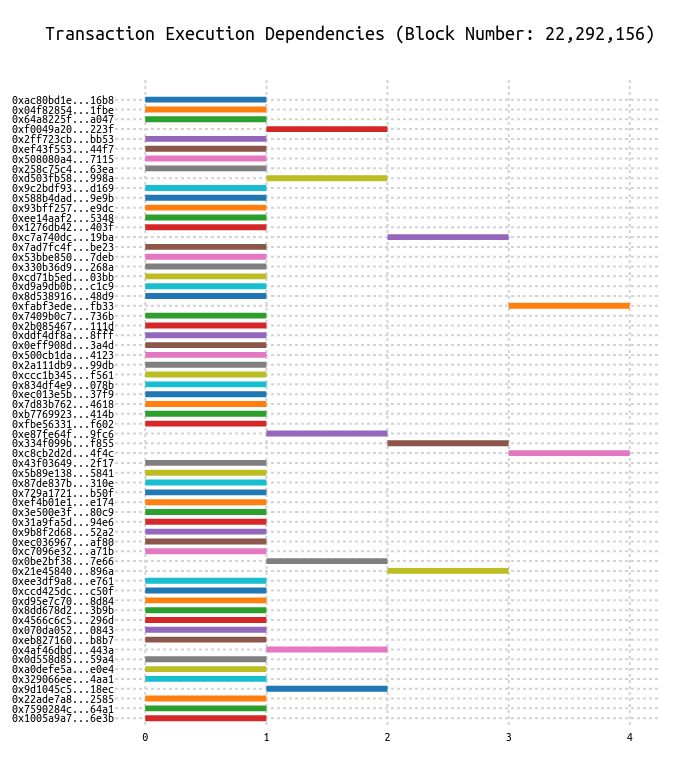 Transaction Execution Dependencies (Block Number: 22,292,156)
0xac80bd1e...16b8
0x04f82854...1fbe
0x64a8225f...a047
0xf0049a20...223f
0x2ff723cb...bb53
0xef43f553...44f7
0x508080a4...7115
0x258c75c4...63ea
0xd503fb58...998a
0x9c2bdf93...d169
0x588b4dad...9e9b
0x93bff257...e9dc
0xee14aaf2...5348
0x1276db42...403f
0xc7a740dc...19ba
0x7ad7fc4f...be23
0x53bbe850...7deb
0x330b36d9...268a
0xcd71b5ed...03bb
0xd9a9db0b...c1c9
0x8d538916...48d9
0xfabf3ede...fb33
0x7409b0c7...736b
0x2b085467...111d
0xddf4df8a...8fff
0x0eff908d...3a4d
0x500cb1da...4123
0x2a111db9...99db
0xccc1b345...f561
0x834df4e9...078b
0xec013e5b...37f9
0x7d83b762...4618
0xb7769923...414b
0xfbe56331...f602
0xe87fe64f...9fc6
0x334f099b...f855
0xc8cb2d2d...4f4c
0x43f03649...2f17
0x5b89e138...5841
0x87de837b...310e
0x729a1721...b50f
0xef4b01e1...e174
0x3e500e3f...80c9
0x31a9fa5d...94e6
0x9b8f2d68...52a2
0xec036967...af80
0xc7096e32...a71b
0x0be2bf38...7e66
0x21e45840...896a
0xee3df9a8...e761
0xccd425dc...c50f
0xd95e7c70...8d84
0x8dd678d2...3b9b
0x4566c6c5...296d
0x070da052...0843
0xeb827160...b8b7
0x4af46dbd...443a
0x0d558d85...59a4
0xa0defe5a...e0e4
0x329066ee...4aa1
0x9d1045c5...18ec
0x22ade7a8...2585
0x7590284c...64a1
0x1005a9a7...6e3b
0 1 2 3 4